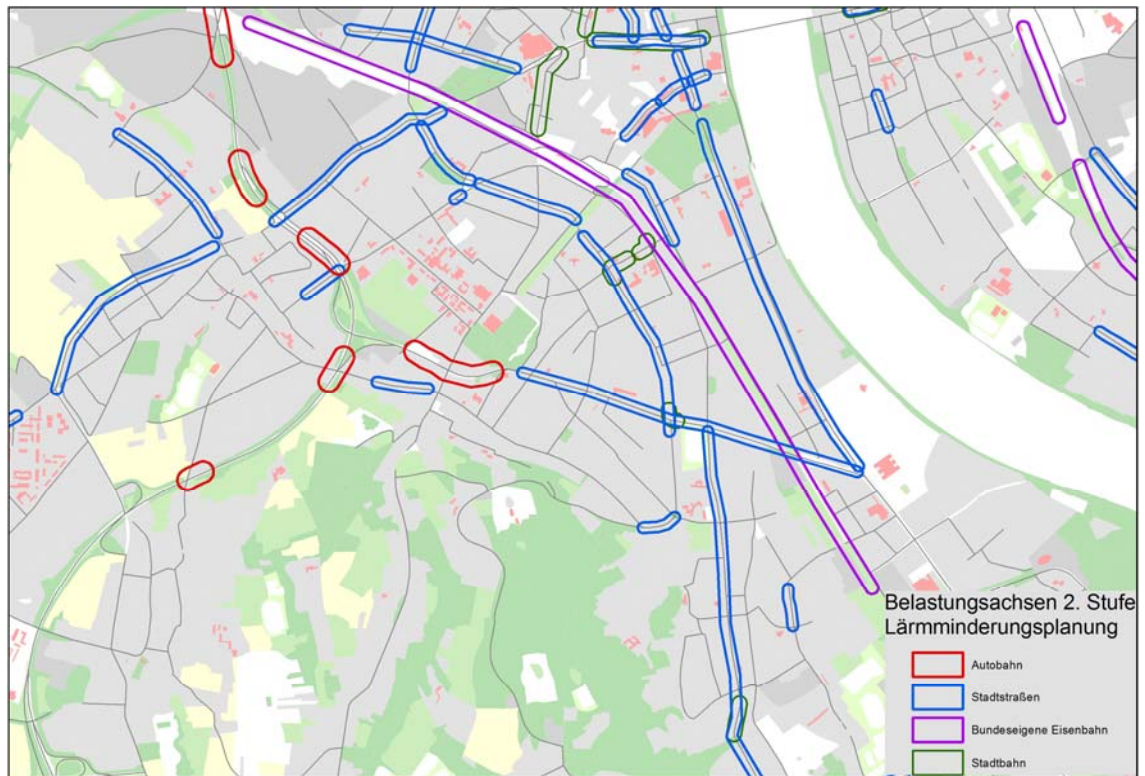 Belastungsachsen 2. Stufe
Lärmminderungsplanung
Autobahn
Stadtstraßen
Bundeseigene Eisenbahn
Stadtbahn